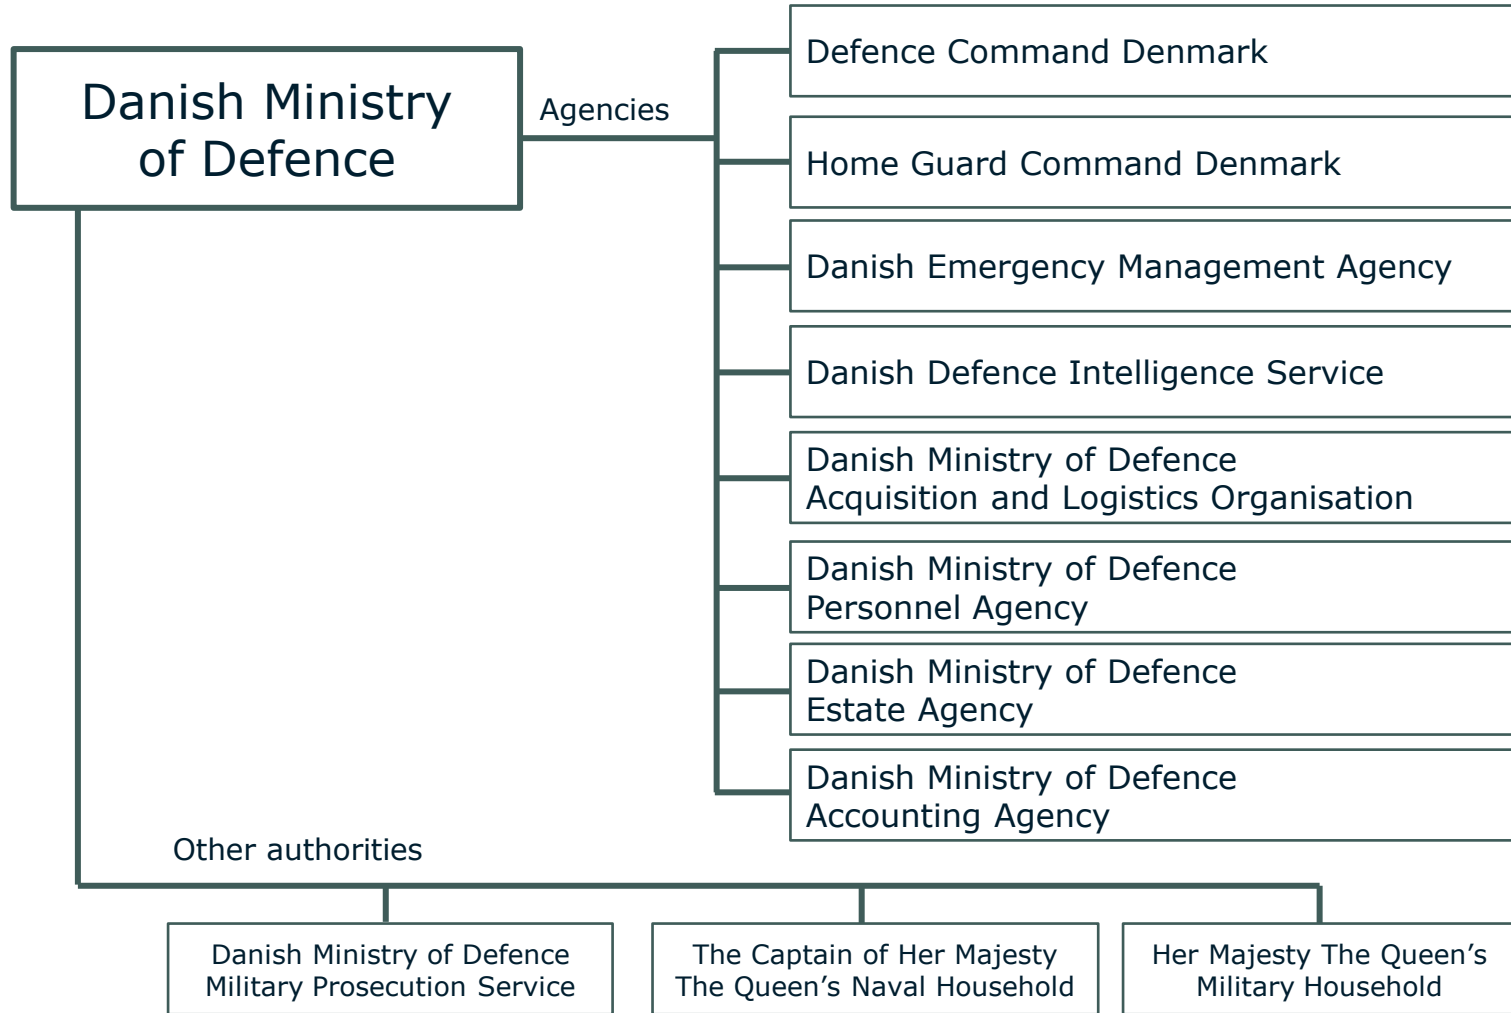 Danish Ministry
of Defence
Agencies
Defence Command Denmark
Home Guard Command Denmark
Danish Emergency Management Agency
Danish Defence Intelligence Service
Danish Ministry of Defence
Acquisition and Logistics Organisation
Danish Ministry of Defence
Personnel Agency
Danish Ministry of Defence
Estate Agency
Danish Ministry of Defence
Accounting Agency
Other authorities
Danish Ministry of Defence
Military Prosecution Service
The Captain of Her Majesty
The Queen’s Naval Household
Her Majesty The Queen’s
Military Household